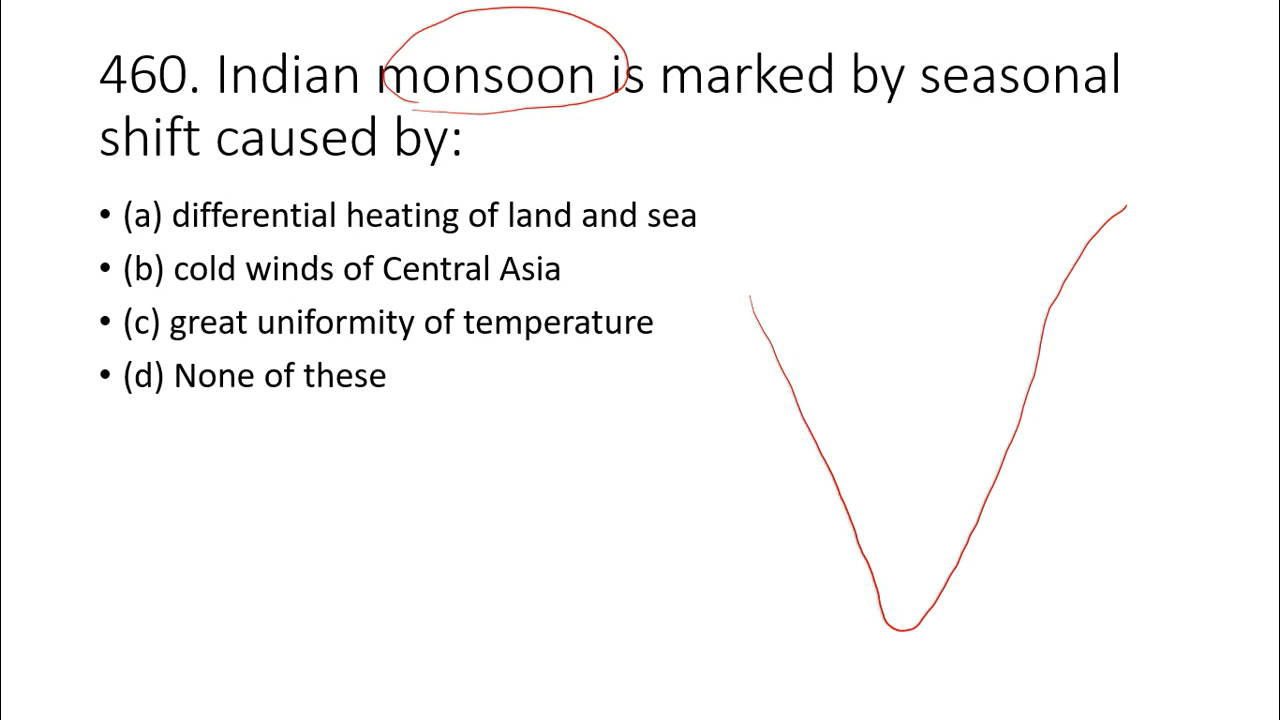 460. Indian monsoon is marked by seasonal
shift caused by:
• (a) differential heating of land and sea
• (b) cold winds of Central Asia
• (c) great uniformity of temperature
• (d) None of these